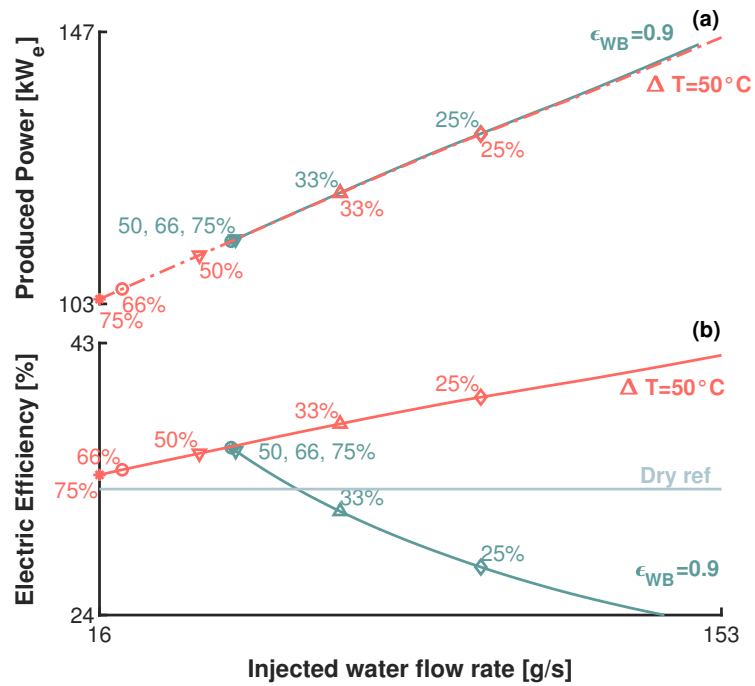 (a)
147
ϵWB=0.9
Δ T=50°C
25%
25%
33%
33%
50, 66, 75%
50%
66%
75%
103
Produced Power [kWe]
(b)
43
Δ T=50°C
25%
33%
50%
66%
50, 66, 75%
75%
Dry ref
33%
25%
ϵWB=0.9
24
Electric Efficiency [%]
16
153
Injected water flow rate [g/s]